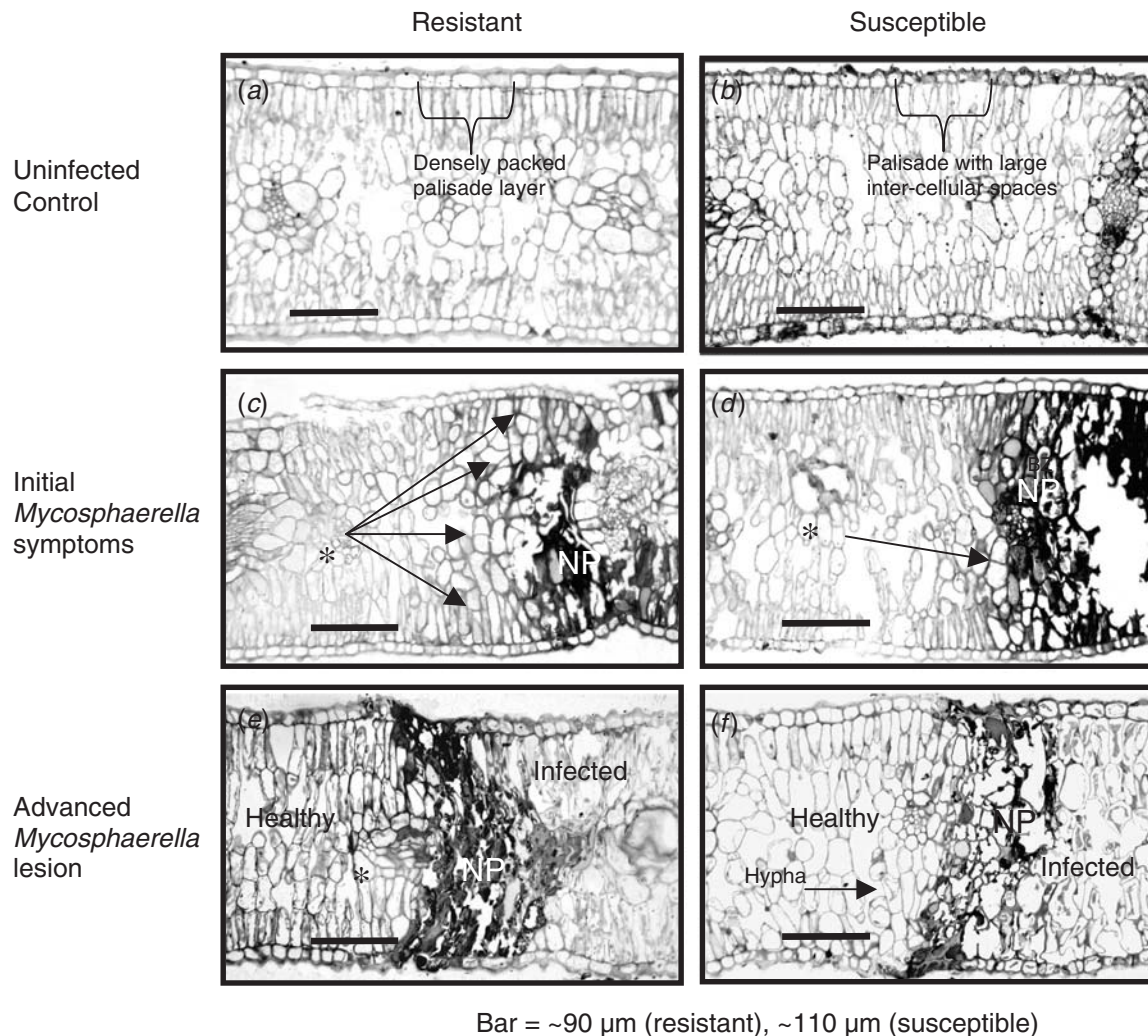 Resistant
Susceptible
Uninfected
Control
(a)
Densely packed
palisade layer
(b)
Palisade with large
inter-cellular spaces
Initial
Mycosphaerella
symptoms
(c)
*
NP
(d)
*
NP
Advanced
Mycosphaerella
lesion
(e)
Healthy
*
NP
Infected
(f)
Healthy
Hypha
NP
Infected
Bar = ~90 μm (resistant), ~110 μm (susceptible)